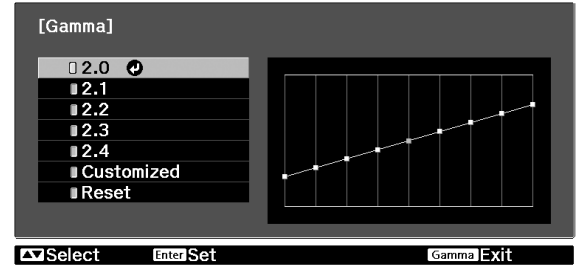 [Gamma]
2.0
2.1
2.2
2.3
2.4
Customized
Reset
Select Enter Set Gamma Exit